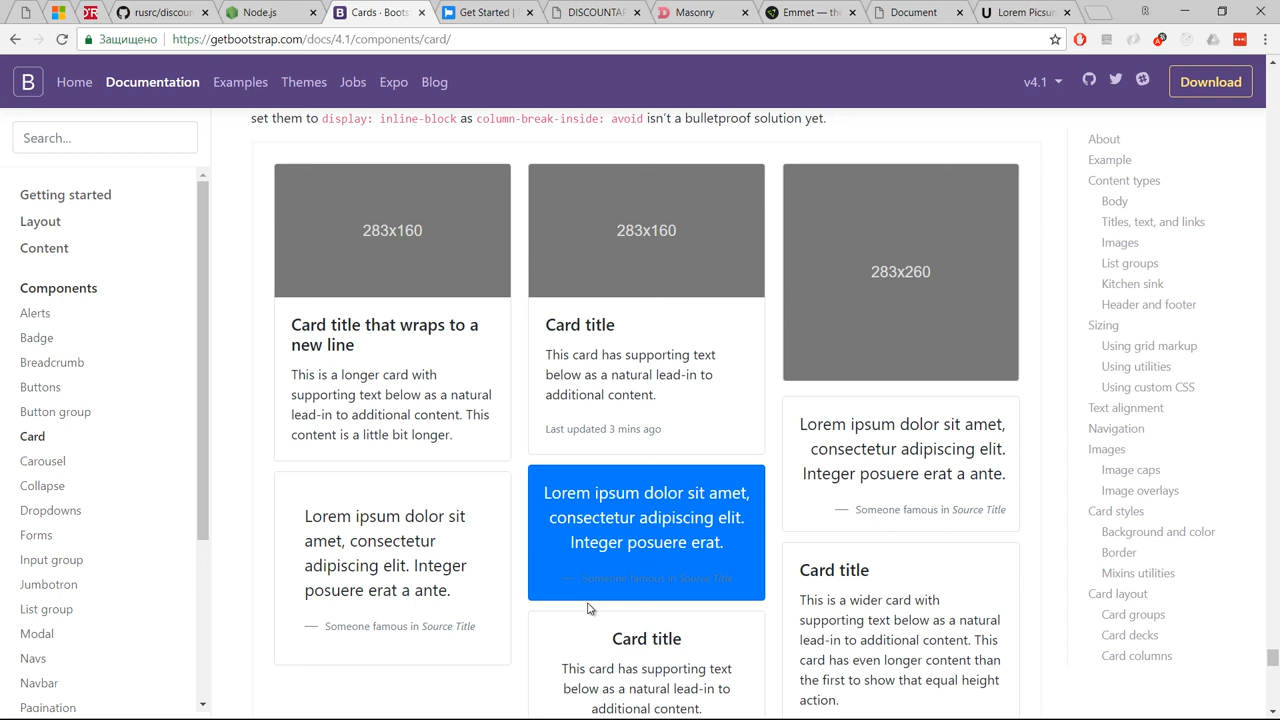 rusrc/discoun
Node.js
Cards · Boots
Get Started |
DISCOUNTAF
Masonry
Emmet — the
Document
Lorem Picsun
Защищено
https://getbootstrap.com/docs/4.1/components/card/
B
Home
Documentation
Examples
Themes
Jobs
Expo
Blog
v4.1
Download
Search...
Getting started
Layout
Content
Components
Alerts
Badge
Breadcrumb
Buttons
Button group
Card
Carousel
Collapse
Dropdowns
Forms
Input group
Jumbotron
List group
Modal
Navs
Navbar
Pagination
set them to display: inline-block as column-break-inside: avoid isn’t a bulletproof solution yet.
283x160
Card title that wraps to a
new line
This is a longer card with
supporting text below as a natural
lead-in to additional content. This
content is a little bit longer.
Lorem ipsum dolor sit
amet, consectetur
adipiscing elit. Integer
posuere erat a ante.
— Someone famous in Source Title
283x160
Card title
This card has supporting text
below as a natural lead-in to
additional content.
Last updated 3 mins ago
Lorem ipsum dolor sit amet,
consectetur adipiscing elit.
Integer posuere erat.
— Someone famous in Source Title
Card title
This card has supporting text
below as a natural lead-in to
additional content.
283x260
Lorem ipsum dolor sit amet,
consectetur adipiscing elit.
Integer posuere erat a ante.
— Someone famous in Source Title
Card title
This is a wider card with
supporting text below as a natural
lead-in to additional content. This
card has even longer content than
the first to show that equal height
action.
About
Example
Content types
Body
Titles, text, and links
Images
List groups
Kitchen sink
Header and footer
Sizing
Using grid markup
Using utilities
Using custom CSS
Text alignment
Navigation
Images
Image caps
Image overlays
Card styles
Background and color
Border
Mixins utilities
Card layout
Card groups
Card decks
Card columns